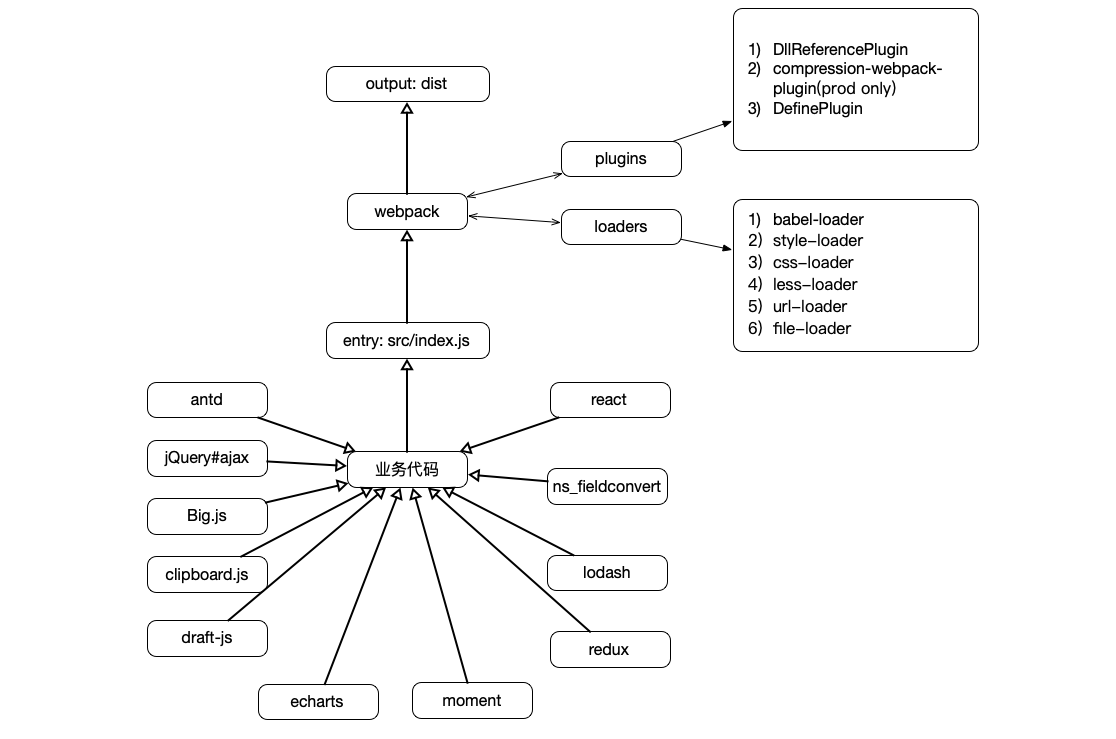 output: dist
1) DllReferencePlugin
2) compression-webpack-
plugin(prod only)
3) DefinePlugin
plugins
webpack
loaders
1) babel-loader
2) style–loader
3) css–loader
4) less–loader
5) url–loader
6) file–loader
entry: src/index.js
antd
react
jQuery#ajax
业务代码
ns_fieldconvert
Big.js
clipboard.js
lodash
draft-js
redux
echarts
moment